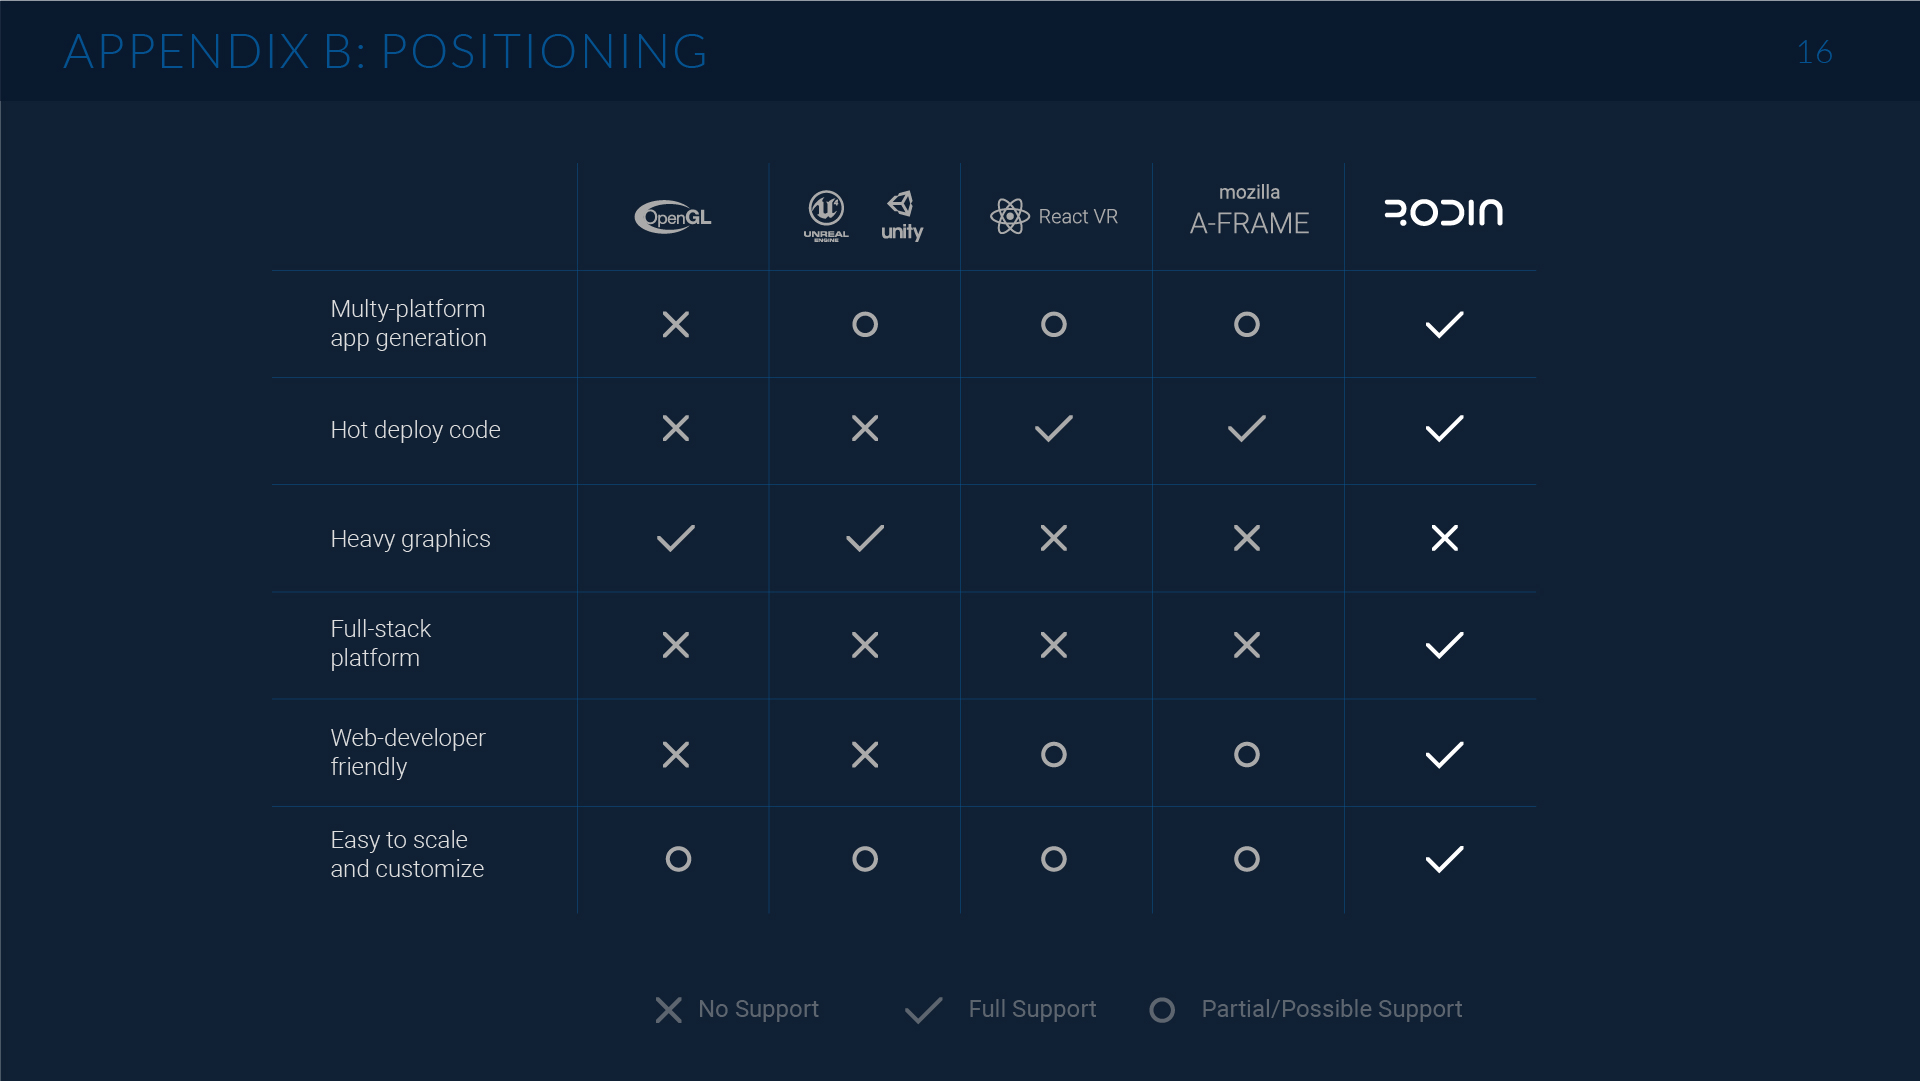 APPENDIX B: POSITIONING
16
OpenGL
UNREAL
ENGINE
unity
React VR
mozilla
A-FRAME
RODIN
Multy-platform
app generation
Hot deploy code
Heavy graphics
Full-stack
platform
Web-developer
friendly
Easy to scale
and customize
No Support
Full Support
Partial/Possible Support